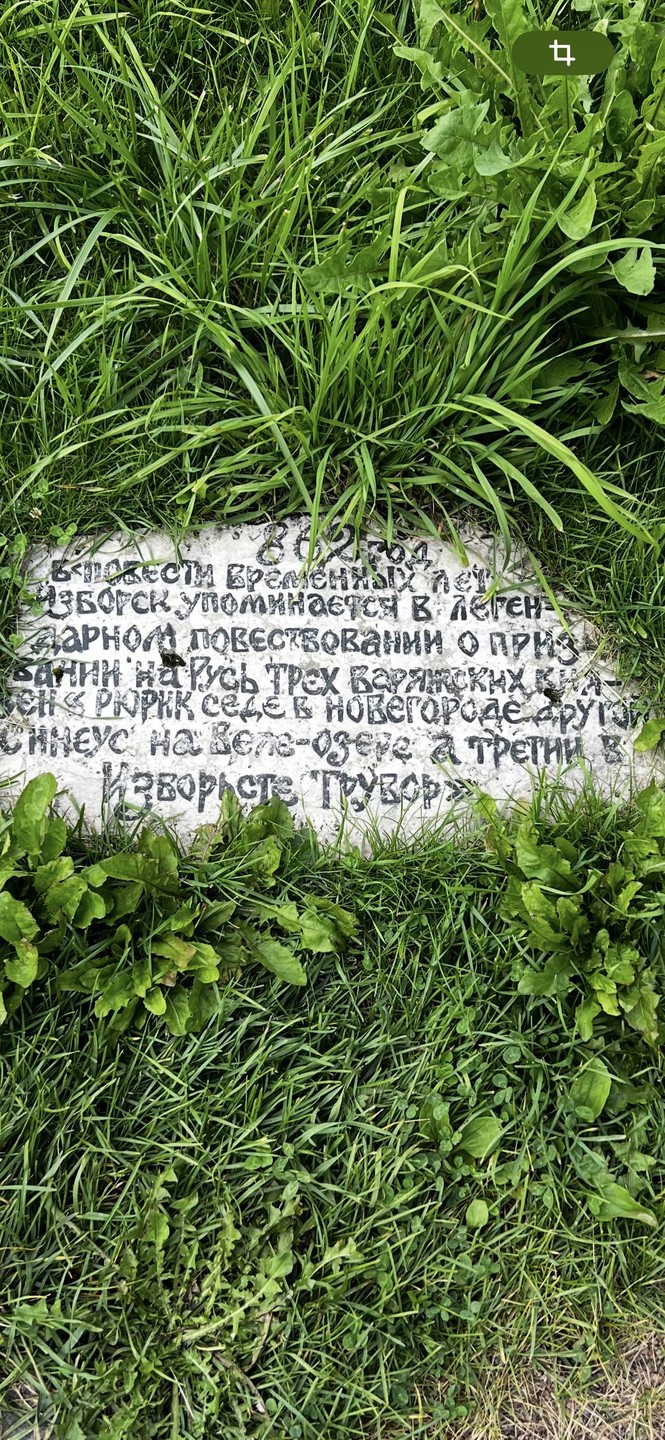 862 год
в «повести временных лет
Изборск упоминается в леген-
дарном повествовании о приз
вании на Русь трех варяжских кня-
зей « Рюрик седе в Новегороде другой
Синеус на Беле-озере а третий в
Изворьсте Трувор»